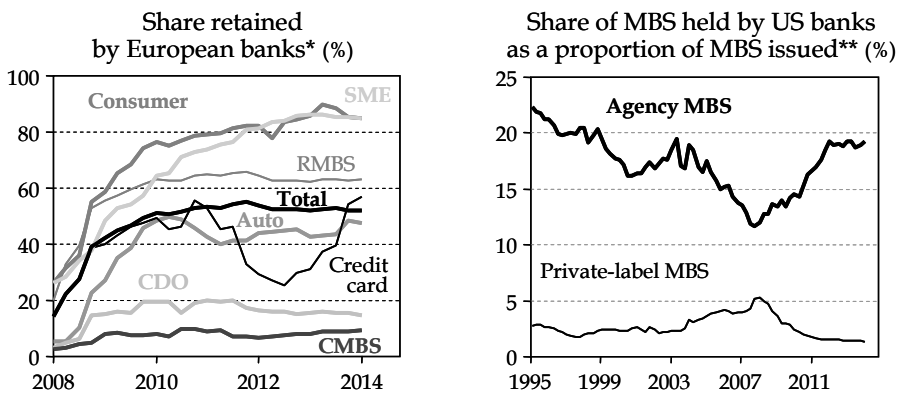 Share retained
by European banks* (%)
100
80
60
40
20
0
2008
2010
2012
2014
Consumer
SME
RMBS
Total
Auto
Credit
card
CDO
CMBS
Share of MBS held by US banks
as a proportion of MBS issued** (%)
25
20
15
10
5
0
1995
1999
2003
2007
2011
Agency MBS
Private-label MBS